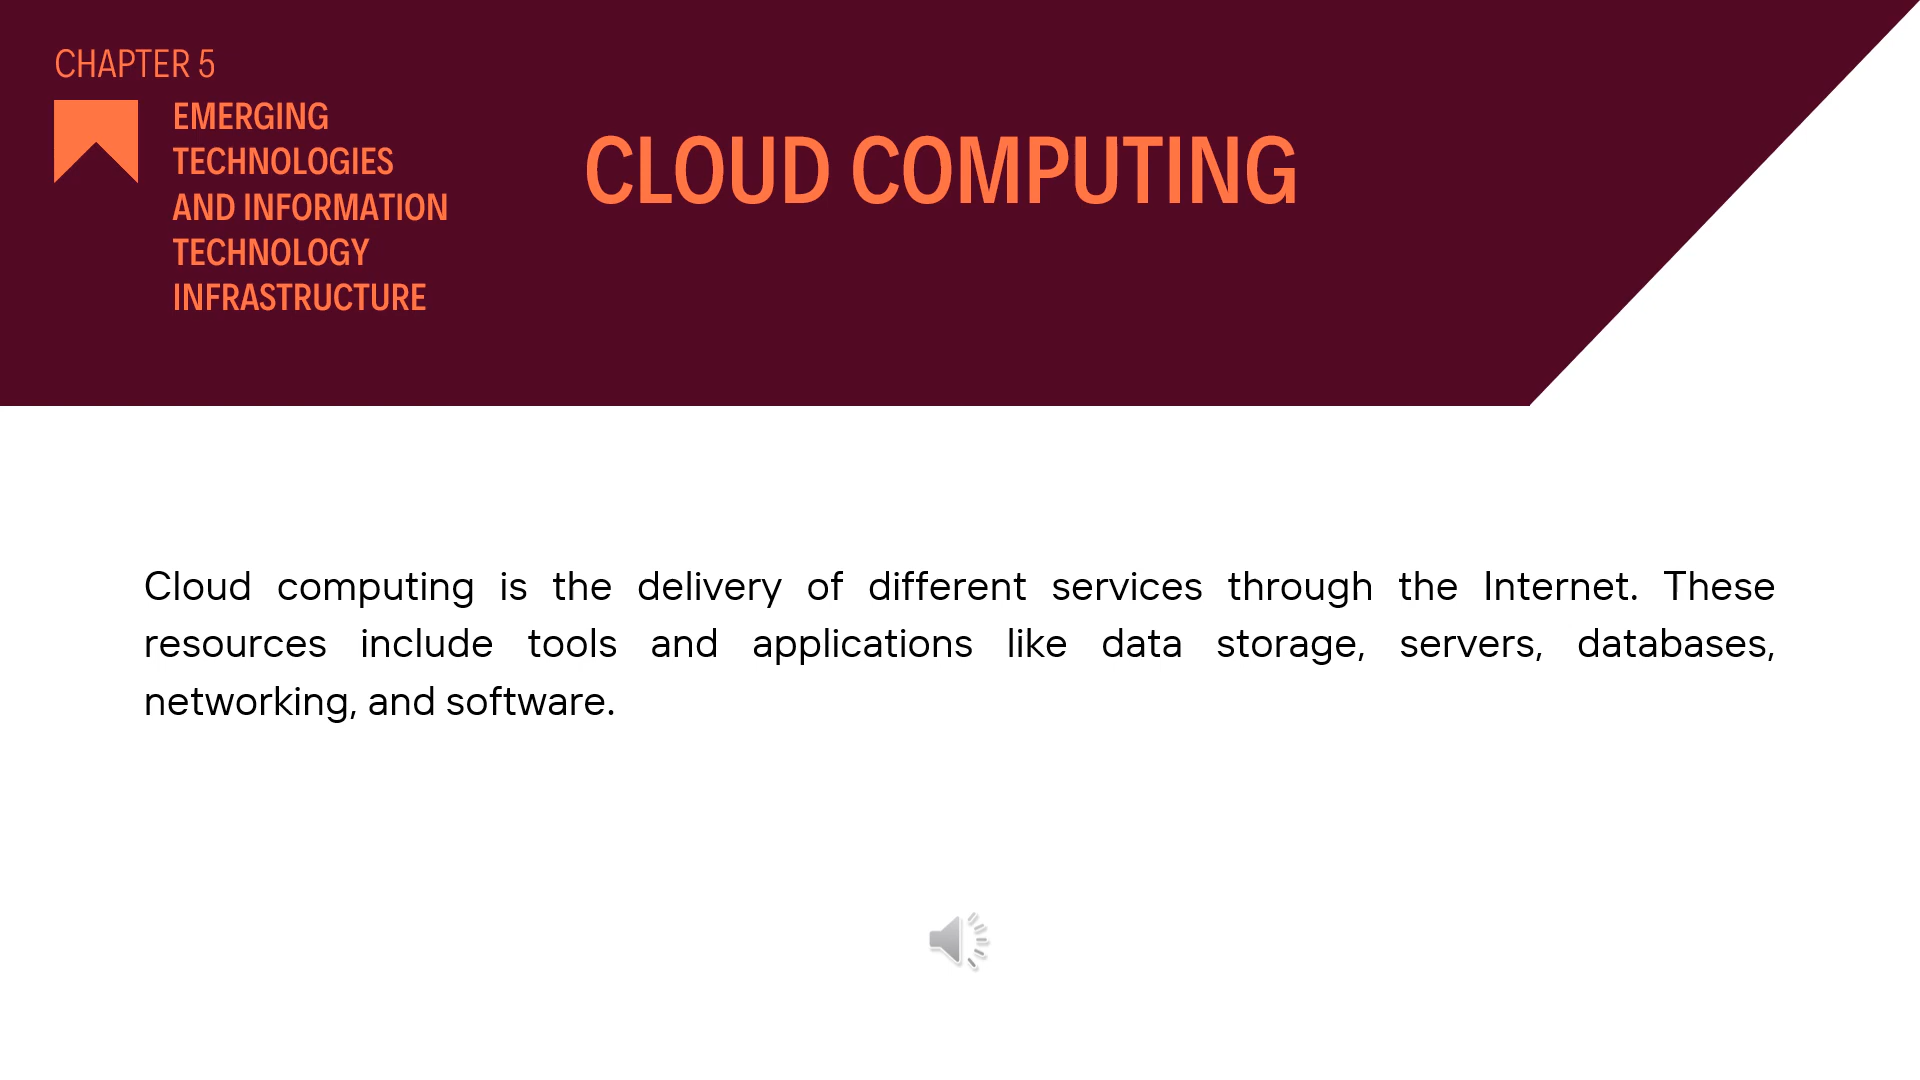 CHAPTER 5
EMERGING
TECHNOLOGIES
AND INFORMATION
TECHNOLOGY
INFRASTRUCTURE
CLOUD COMPUTING
Cloud computing is the delivery of different services through the Internet. These
resources include tools and applications like data storage, servers, databases,
networking, and software.